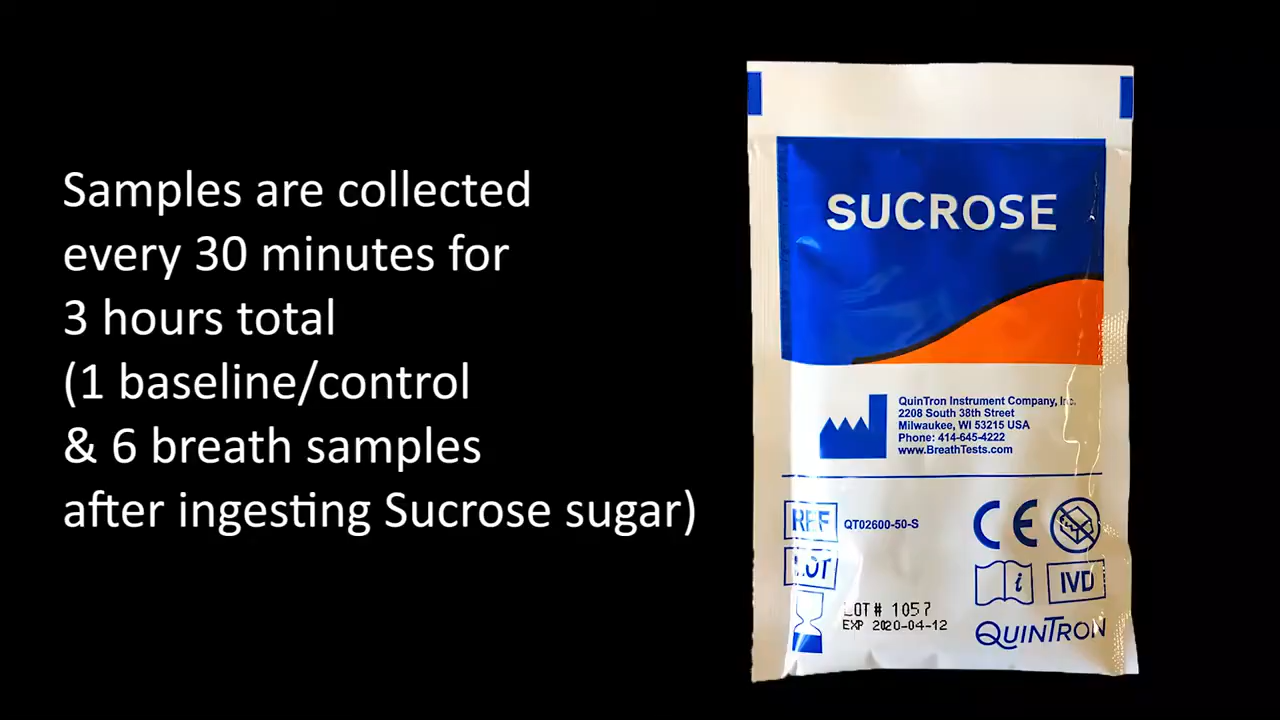 Samples are collected
every 30 minutes for
3 hours total
(1 baseline/control
& 6 breath samples
after ingesting Sucrose sugar)
SUCROSE
QuinTron Instrument Company, Inc.
2208 South 38th Street
Milwaukee, WI 53215 USA
Phone: 414-645-4222
www.BreathTests.com
REF QT02600-50-S
CE
LOT
i IVD
LOT# 1057
EXP 2020-04-12
QUINTRON